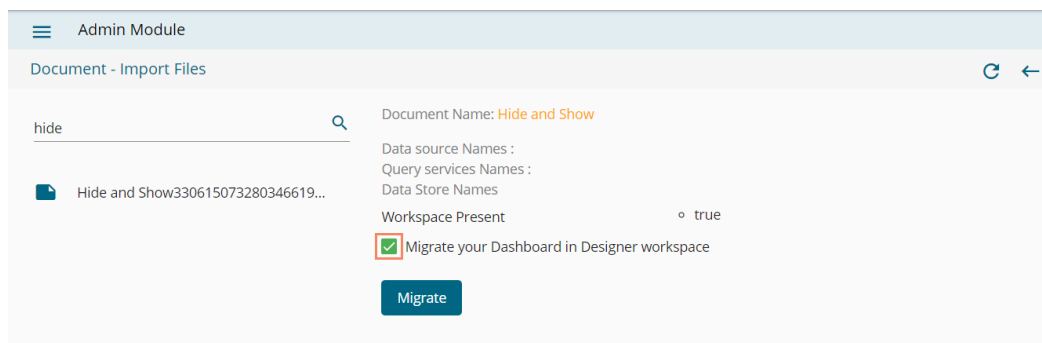 Admin Module
Document - Import Files
hide
Hide and Show330615073280346619...
Document Name: Hide and Show
Data source Names :
Query services Names :
Data Store Names
Workspace Present
true
Migrate your Dashboard in Designer workspace
Migrate